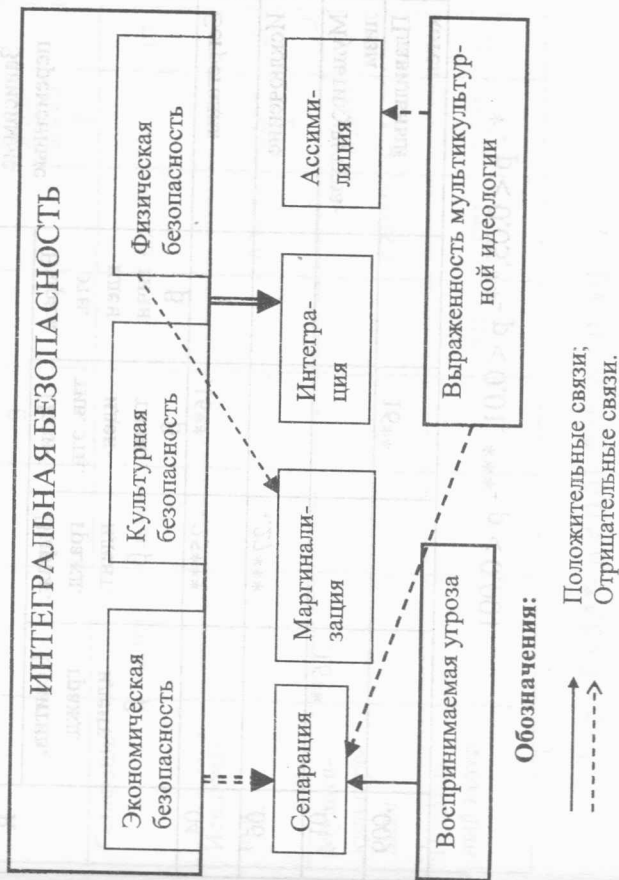 ИНТЕГРАЛЬНАЯ БЕЗОПАСНОСТЬ
Экономическая
безопасность
Культурная
безопасность
Физическая
безопасность
Сепарация
Маргинали-
зация
Интегра-
ция
Ассими-
ляция
Воспринимаемая угроза
Выраженность мультикультур-
ной идеологии
Обозначения:
Положительные связи;
Отрицательные связи.